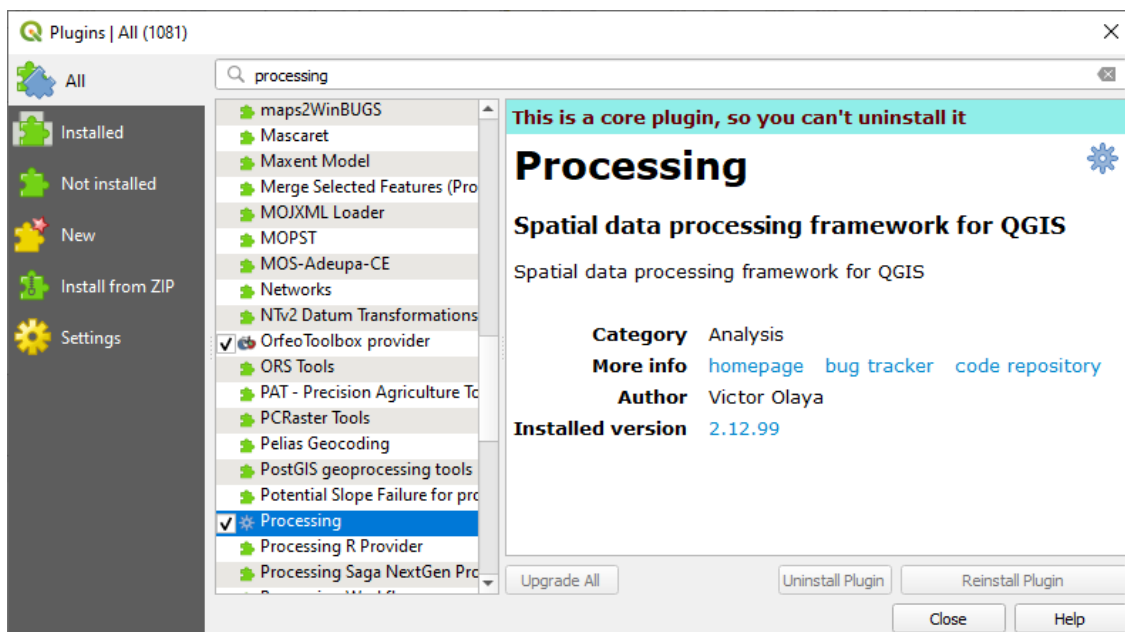 Plugins | All (1081)
All
Installed
Not installed
New
Install from ZIP
Settings
processing
maps2WinBUGS
Mascaret
Maxent Model
Merge Selected Features (Pro
MOJXML Loader
MOPST
MOS-Adeupa-CE
Networks
NTv2 Datum Transformations
OrfeoToolbox provider
ORS Tools
PAT - Precision Agriculture To
PCRaster Tools
Pelias Geocoding
PostGIS geoprocessing tools
Potential Slope Failure for pro
Processing
Processing R Provider
Processing Saga NextGen Pro
This is a core plugin, so you can't uninstall it
Processing
Spatial data processing framework for QGIS
Spatial data processing framework for QGIS
Category Analysis
More info homepage bug tracker code repository
Author Victor Olaya
Installed version 2.12.99
Upgrade All Uninstall Plugin Reinstall Plugin
Close Help